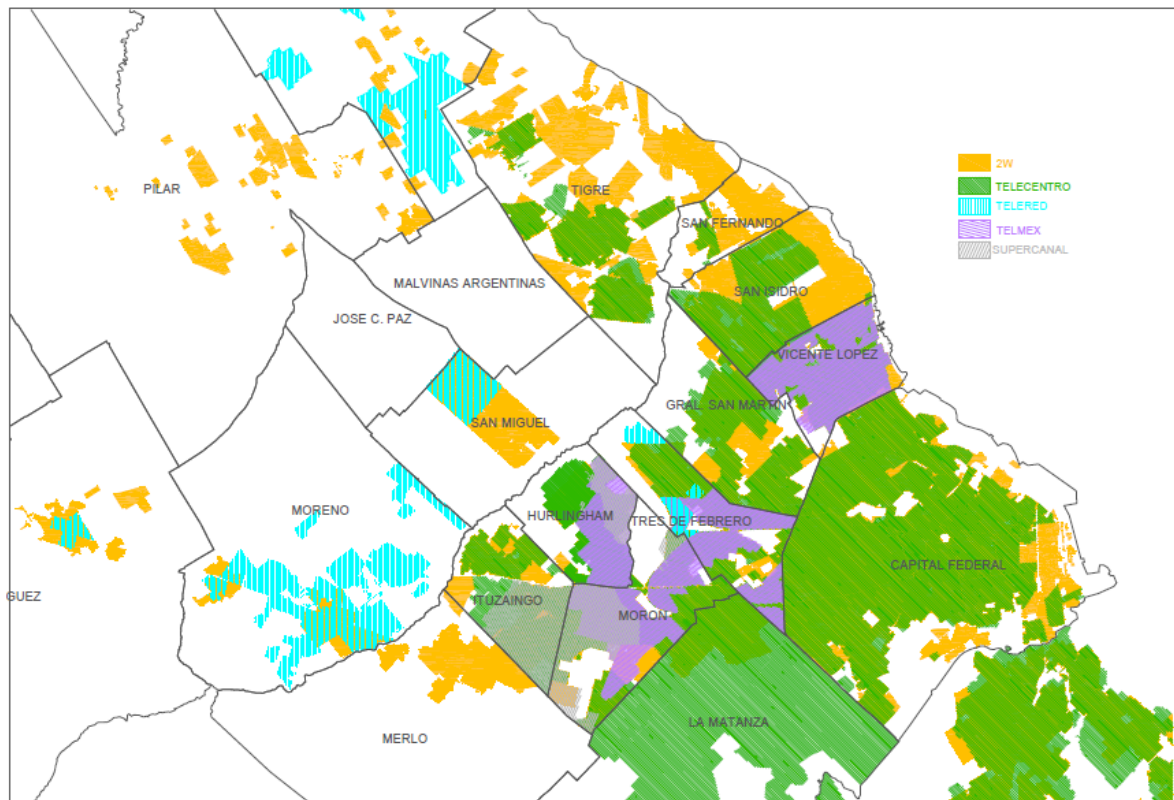 2W
TELECENTRO
TELERED
TELMEX
SUPERCANAL
PILAR
TIGRE
SAN FERNANDO
MALVINAS ARGENTINAS
SAN ISIDRO
JOSE C. PAZ
VICENTE LOPEZ
GRAL. SAN MARTIN
SAN MIGUEL
MORENO
HURLINGHAM
TRES DE FEBRERO
CAPITAL FEDERAL
GUEZ
ITUZAINGO
MORON
LA MATANZA
MERLO